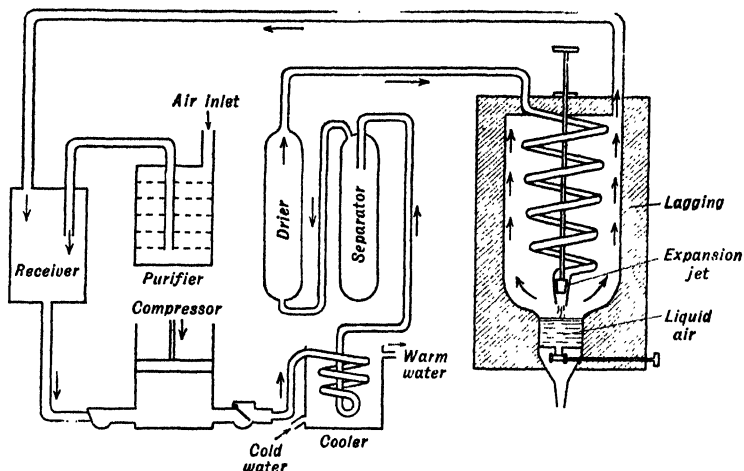 Air inlet
Receiver
Purifier
Compressor
Drier
Separator
Lagging
Expansion
jet
Liquid
air
Warm
water
Cold
water
Cooler